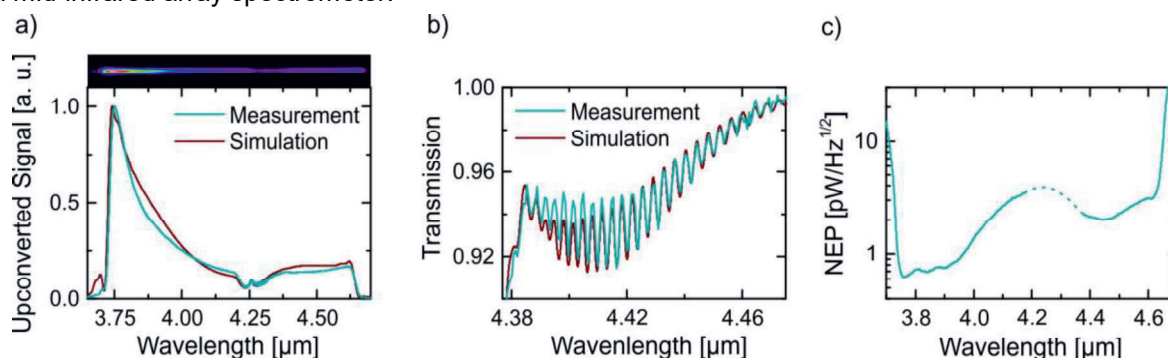 mid-infrared array spectrometer.
a)
b)
c)
Upconverted Signal [a. u.]
1.0
0.5
0.0
Measurement
Simulation
3.75
4.00
4.25
4.50
Wavelength [µm]
Transmission
1.00
0.96
0.92
Measurement
Simulation
4.38
4.42
4.46
Wavenlength [µm]
NEP [pW/Hz1/2]
10
1
3.8
4.0
4.2
4.4
4.6
Wavelength [µm]